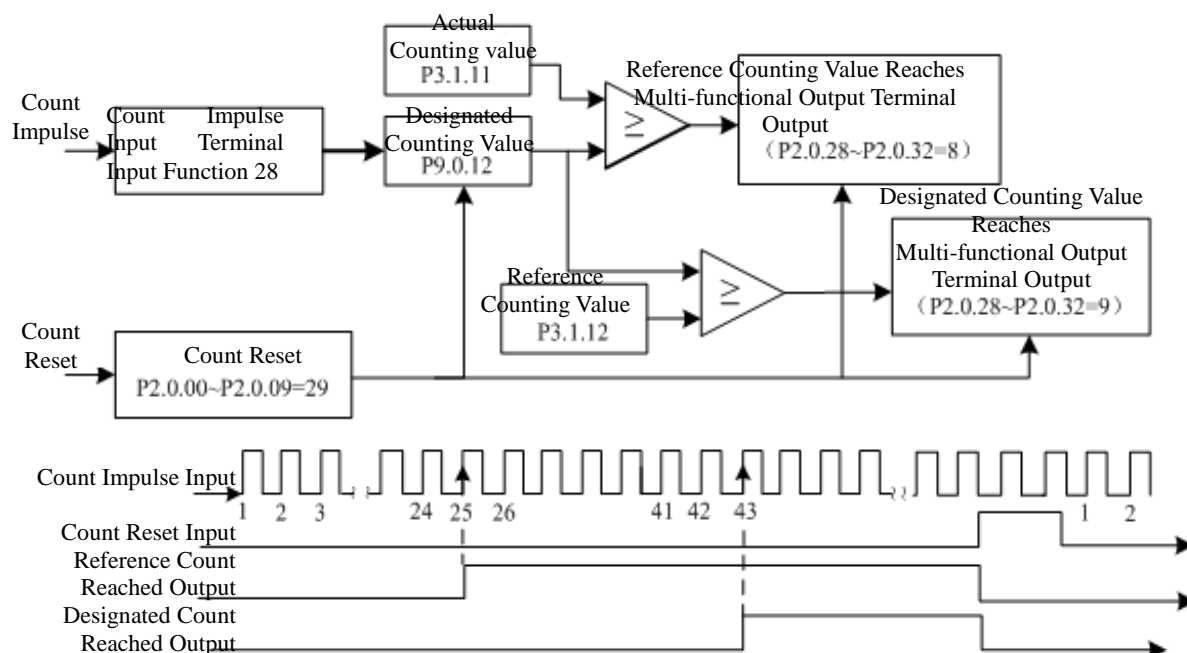 Actual
Counting value
P3.1.11
Count
Impulse
Count Impulse
Input Terminal
Input Function 28
Designated
Counting Value
P9.0.12
≥
Reference Counting Value Reaches
Multi-functional Output Terminal
Output
(P2.0.28~P2.0.32=8)
Designated Counting Value
Reaches
Multi-functional Output
Terminal Output
(P2.0.28~P2.0.32=9)
Reference
Counting Value
P3.1.12
≥
Count
Reset
Count Reset
P2.0.00~P2.0.09=29
Count Impulse Input
1 2 3 24 25 26 41 42 43 1 2
Count Reset Input
Reference Count
Reached Output
Designated Count
Reached Output